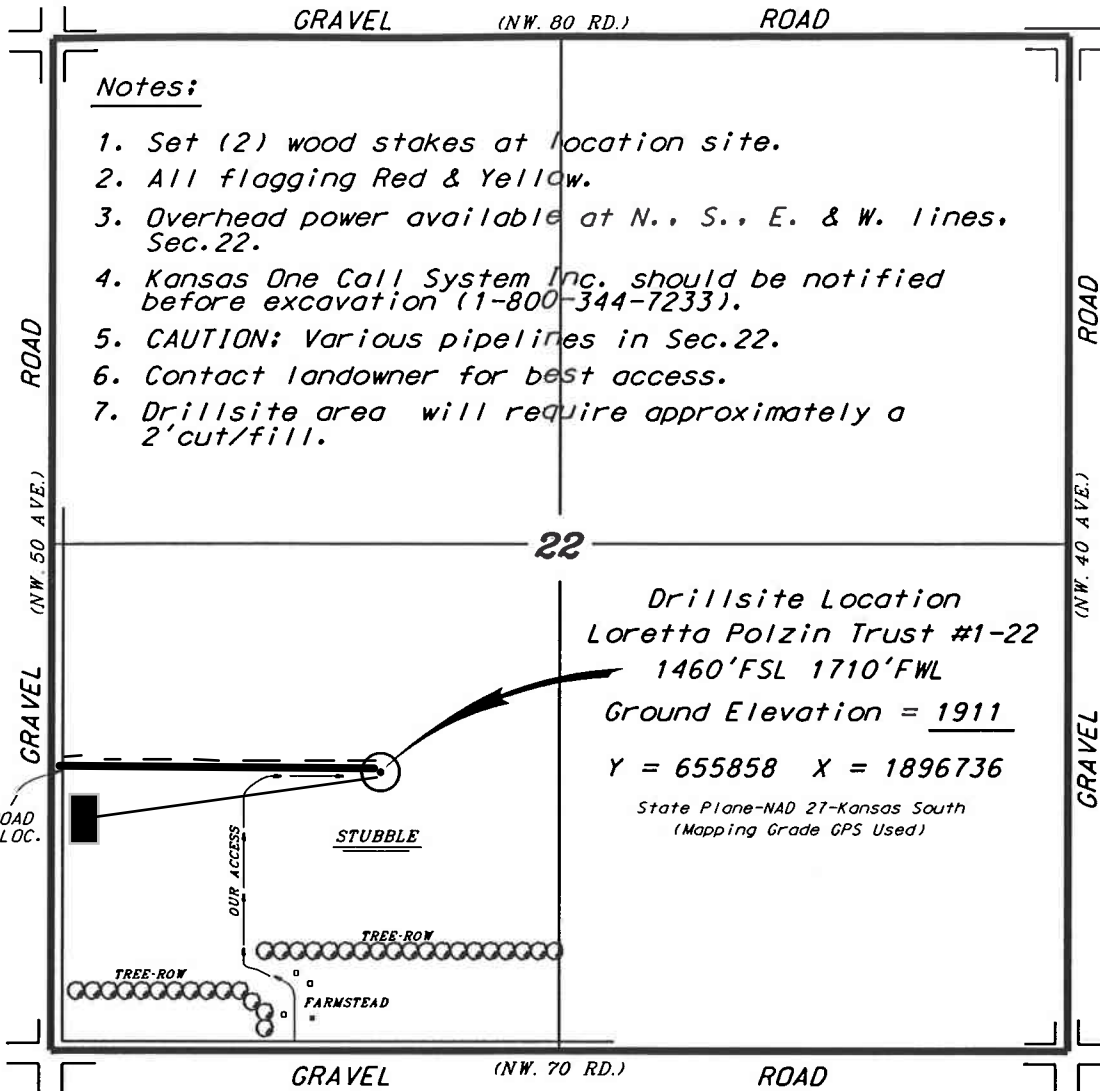 GRAVEL (NW. 80 RD.) ROAD
Notes:
1. Set (2) wood stakes at location site.
2. All flagging Red & Yellow.
3. Overhead power available at N., S., E. & W. lines,
Sec.22.
4. Kansas One Call System Inc. should be notified
before excavation (1-800-344-7233).
5. CAUTION: Various pipelines in Sec.22.
6. Contact landowner for best access.
7. Drillsite area will require approximately a
2'cut/fill.
ROAD
(NW. 50 AVE.)
GRAVEL
ROAD
(NW. 40 AVE.)
GRAVEL
22
Drillsite Location
Loretta Polzin Trust #1-22
1460'FSL 1710'FWL
Ground Elevation = 1911
Y = 655858 X = 1896736
State Plane-NAD 27-Kansas South
(Mapping Grade GPS Used)
OAD
LOC.
STUBBLE
OUR ACCESS
TREE-ROW
TREE-ROW
FARMSTEAD
GRAVEL (NW. 70 RD.) ROAD